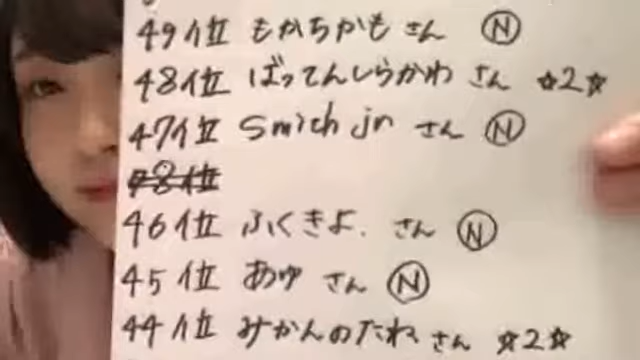 49位 もかちかも さん Ⓝ
48位 ばってんしらかわ さん ☆2☆
47位 Smith jn さん Ⓝ
48位
46位 ふくきよ. さん Ⓝ
45位 あゆ さん Ⓝ
44位 みかんのたね さん ☆2☆